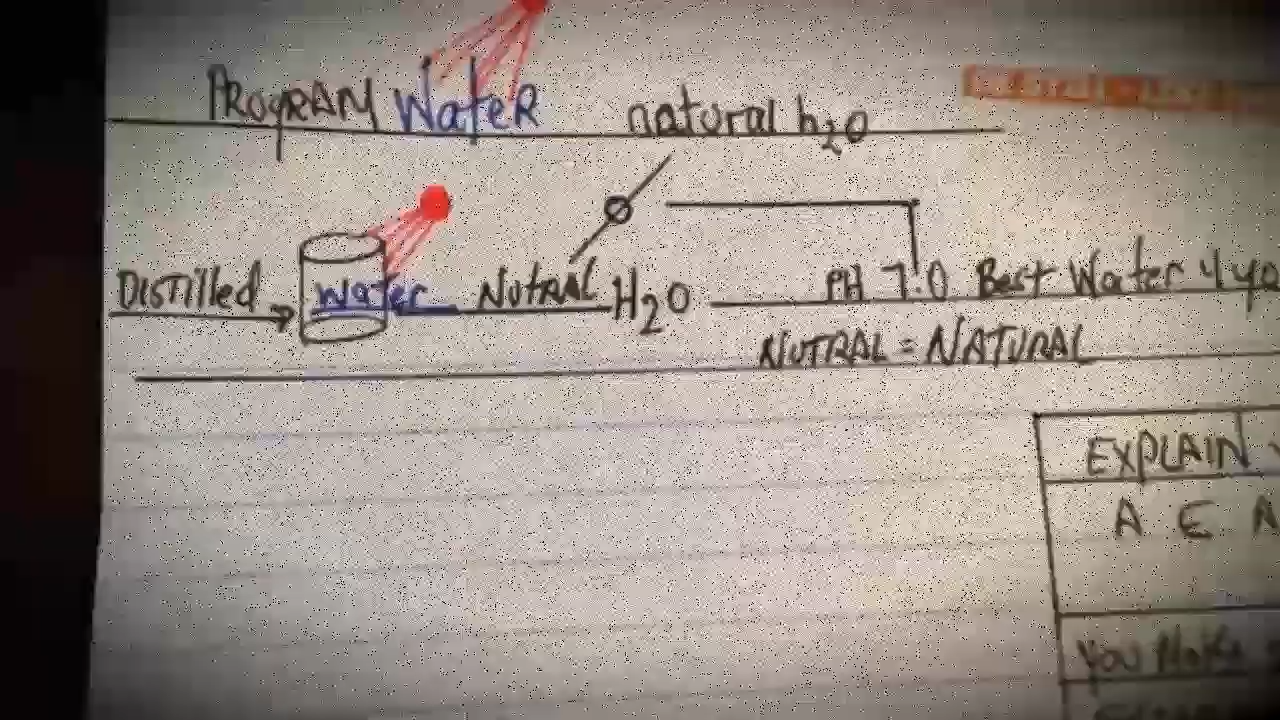 PROgRAM WateR
natural h2O
Distilled → Water NutRAL H2O PH 7.0 Best Water 4 yo
NUTRAL = NATURAL
EXPLAIN
A E A
you Make